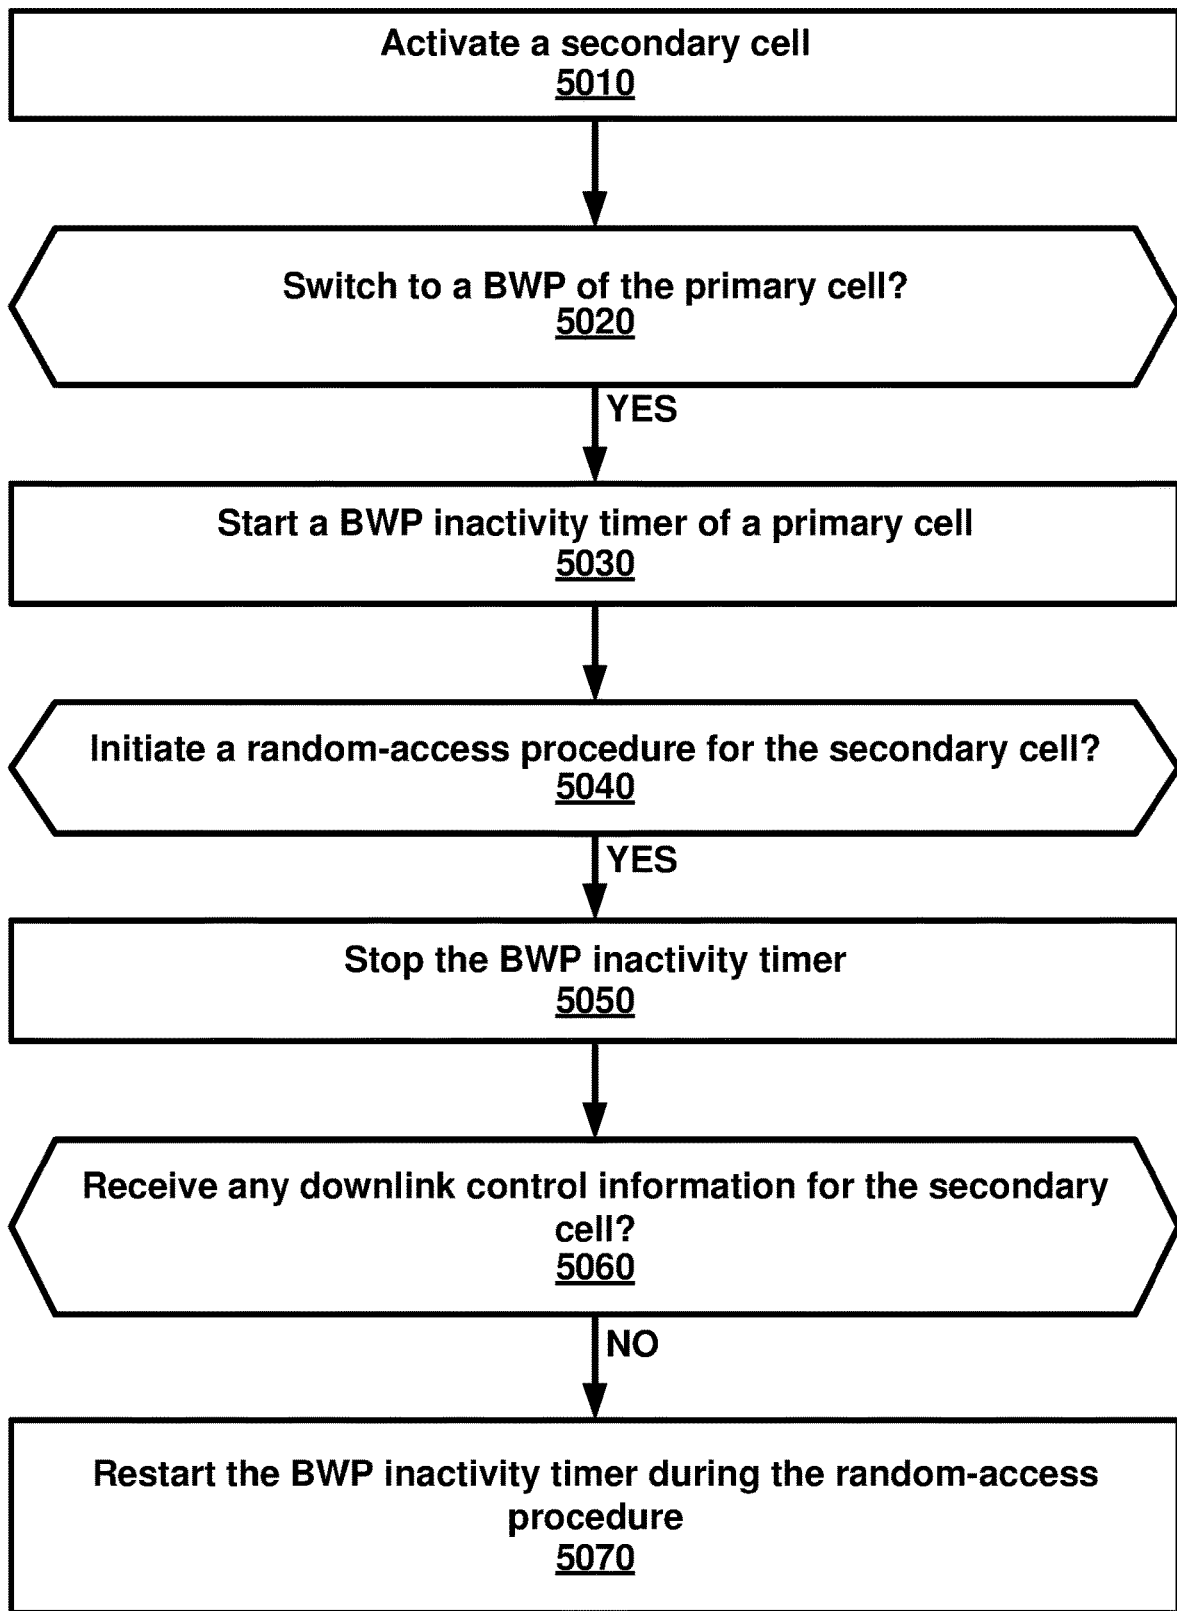 Activate a secondary cell
5010
Switch to a BWP of the primary cell?
5020
YES
Start a BWP inactivity timer of a primary cell
5030
Initiate a random-access procedure for the secondary cell?
5040
YES
Stop the BWP inactivity timer
5050
Receive any downlink control information for the secondary
cell?
5060
NO
Restart the BWP inactivity timer during the random-access
procedure
5070